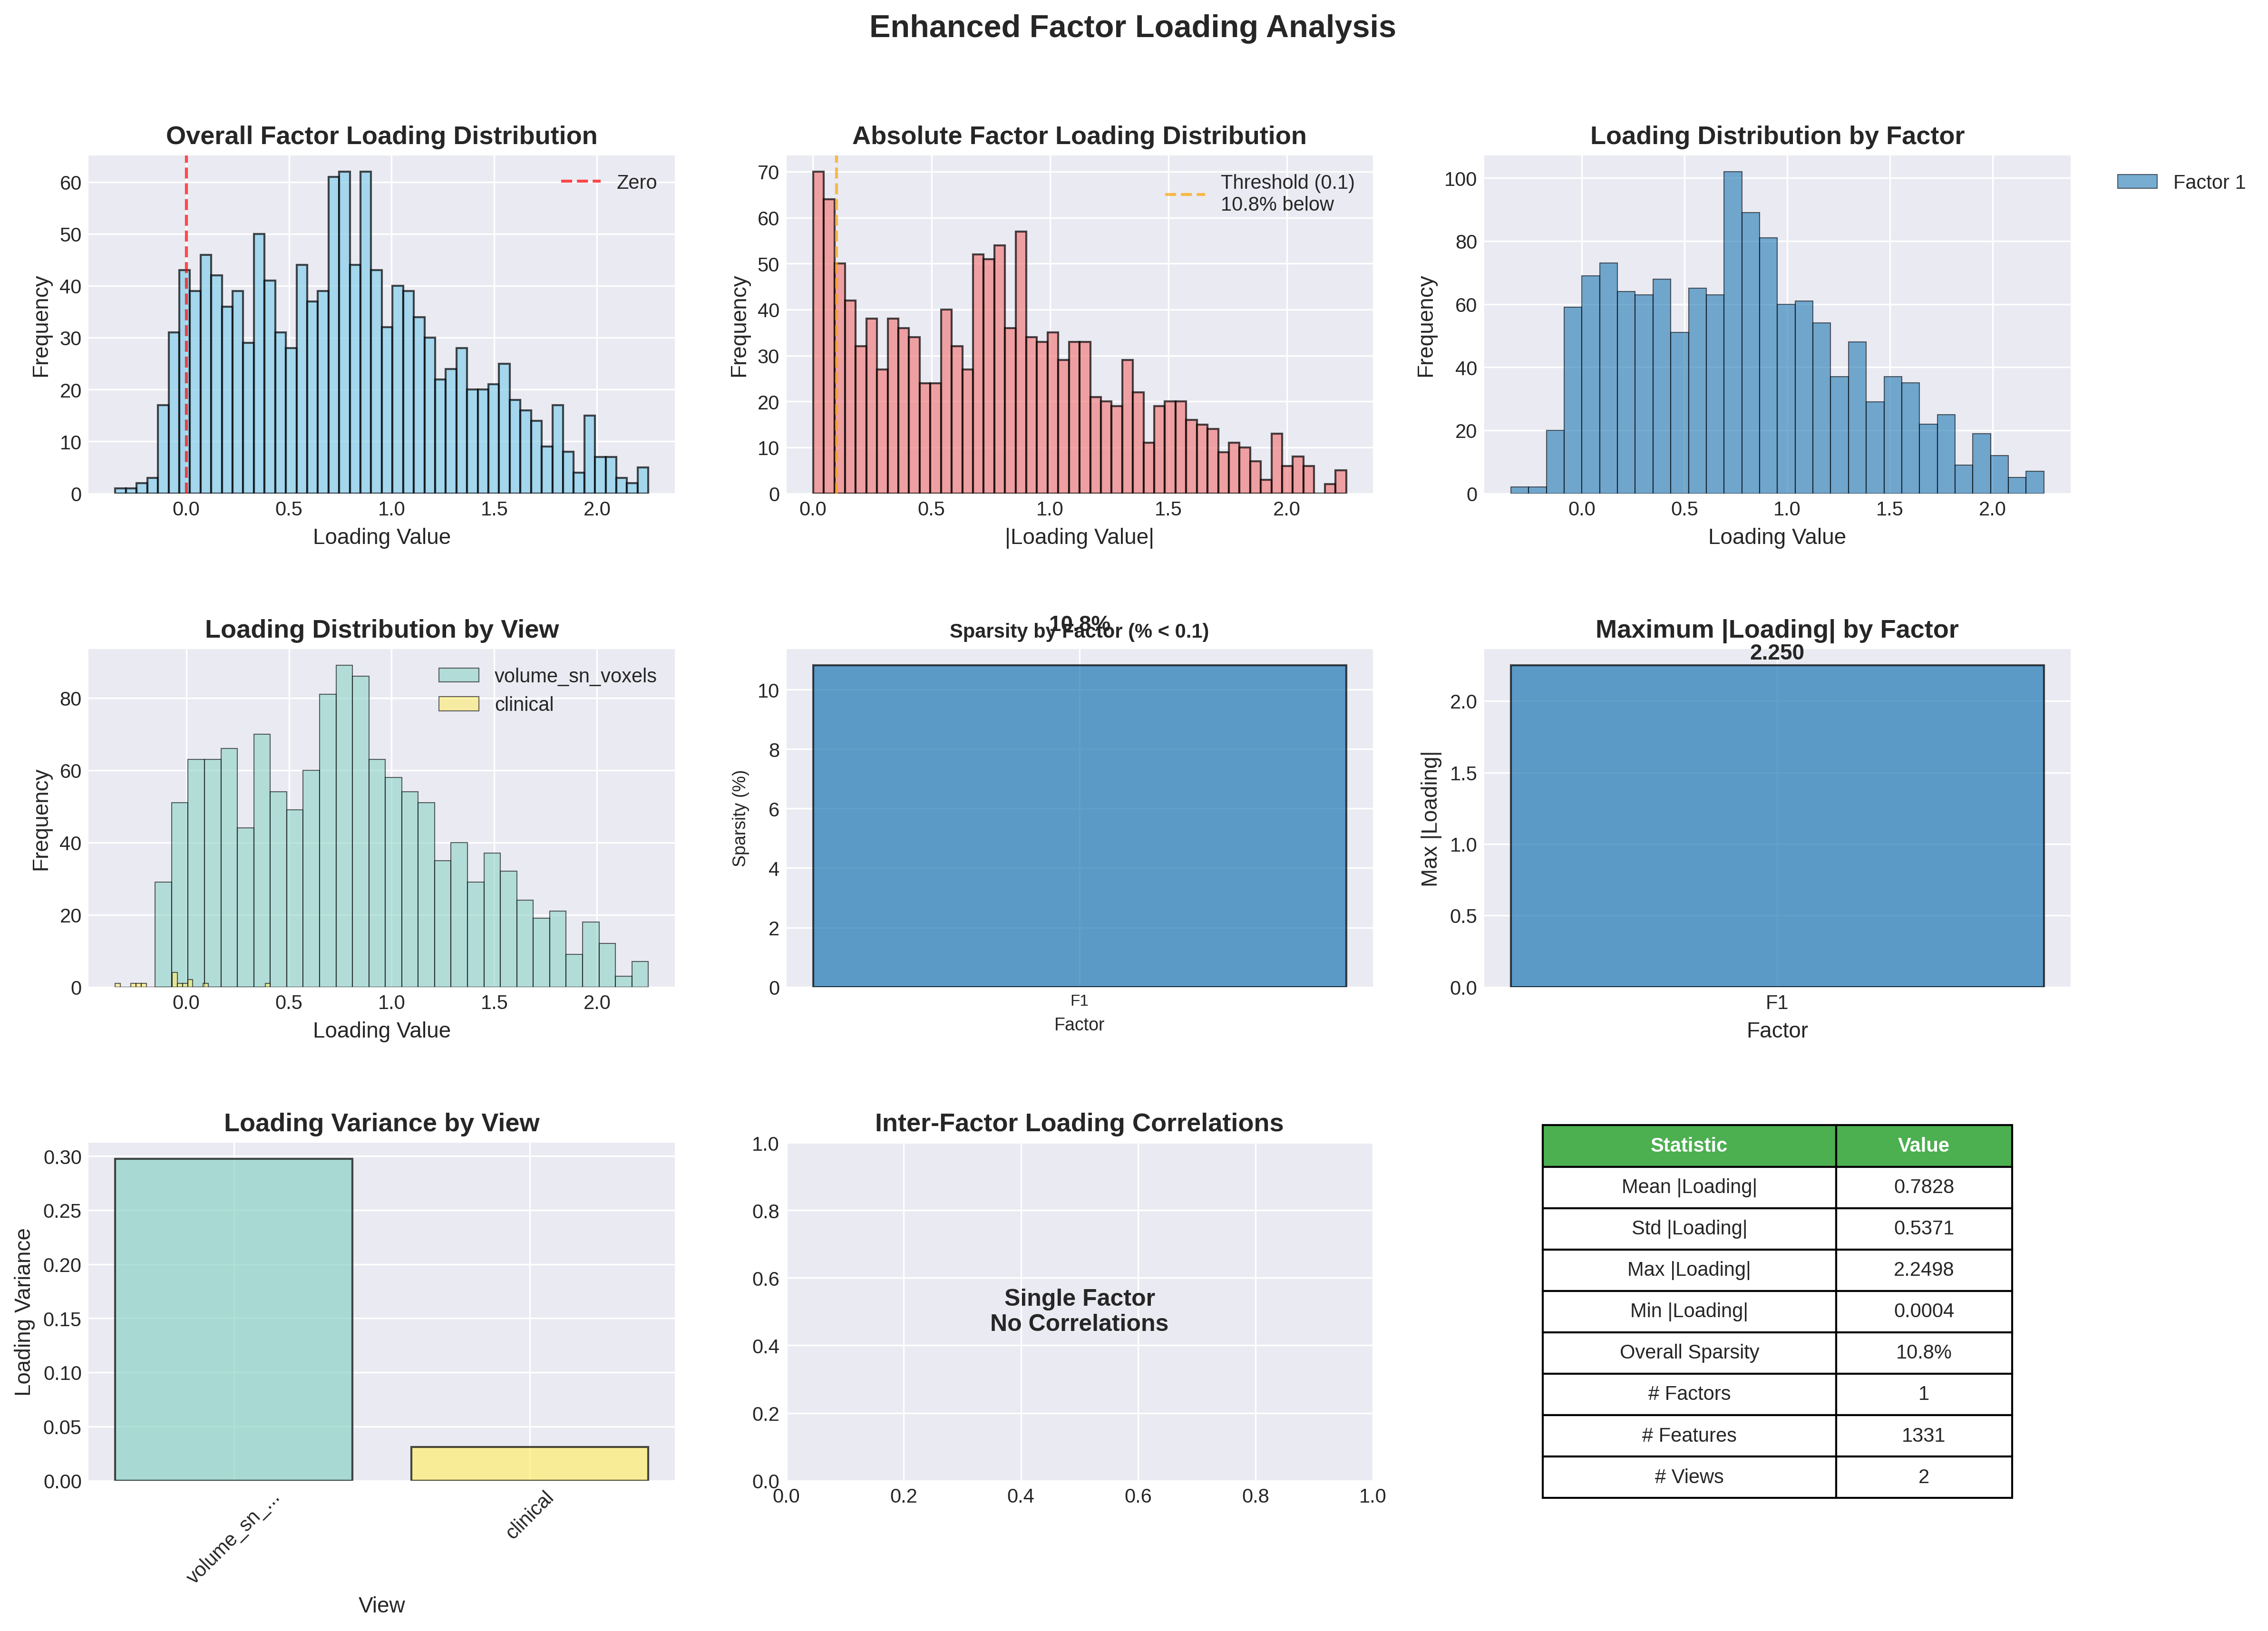 Enhanced Factor Loading Analysis
Overall Factor Loading Distribution
Frequency
60
50
40
30
20
10
0
0.0 0.5 1.0 1.5 2.0
Loading Value
Zero
Absolute Factor Loading Distribution
Frequency
70
60
50
40
30
20
10
0
0.0 0.5 1.0 1.5 2.0
|Loading Value|
Threshold (0.1)
10.8% below
Loading Distribution by Factor
Frequency
100
80
60
40
20
0
0.0 0.5 1.0 1.5 2.0
Loading Value
Factor 1
Loading Distribution by View
Frequency
80
60
40
20
0
0.0 0.5 1.0 1.5 2.0
Loading Value
volume_sn_voxels
clinical
10.8%
Sparsity by Factor (% < 0.1)
Sparsity (%)
10
8
6
4
2
0
F1
Factor
Maximum |Loading| by Factor
2.250
Max |Loading|
2.0
1.5
1.0
0.5
0.0
F1
Factor
Loading Variance by View
Loading Variance
0.30
0.25
0.20
0.15
0.10
0.05
0.00
volume_sn_...
clinical
View
Inter-Factor Loading Correlations
1.0
0.8
0.6
0.4
0.2
0.0
Single Factor
No Correlations
0.0 0.2 0.4 0.6 0.8 1.0
Statistic Value
Mean |Loading| 0.7828
Std |Loading| 0.5371
Max |Loading| 2.2498
Min |Loading| 0.0004
Overall Sparsity 10.8%
# Factors 1
# Features 1331
# Views 2